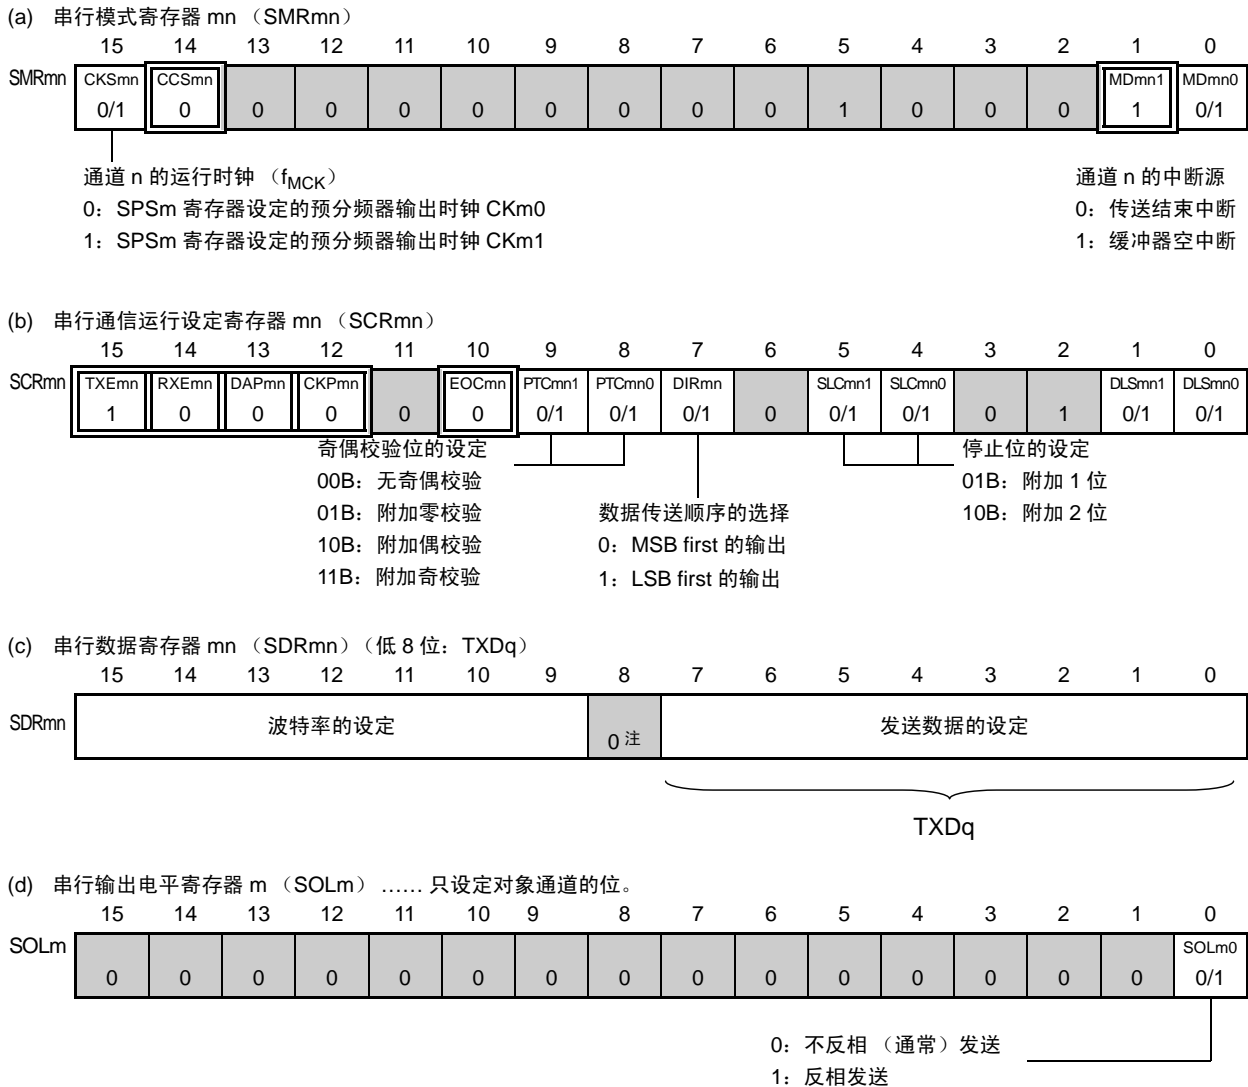 (a) 串行模式寄存器 mn （SMRmn）
15 14 13 12 11 10 9 8 7 6 5 4 3 2 1 0
SMRmn CKSmn CCSmn MDmn1 MDmn0
0/1 0 0 0 0 0 0 0 0 0 1 0 0 0 1 0/1
通道 n 的运行时钟 （fMCK）
0：SPSm 寄存器设定的预分频器输出时钟 CKm0
1：SPSm 寄存器设定的预分频器输出时钟 CKm1
通道 n 的中断源
0：传送结束中断
1：缓冲器空中断
(b) 串行通信运行设定寄存器 mn （SCRmn）
15 14 13 12 11 10 9 8 7 6 5 4 3 2 1 0
SCRmn TXEmn RXEmn DAPmn CKPmn EOCmn PTCmn1 PTCmn0 DIRmn SLCmn1 SLCmn0 DLSmn1 DLSmn0
1 0 0 0 0 0 0/1 0/1 0/1 0 0/1 0/1 0 1 0/1 0/1
奇偶校验位的设定
00B：无奇偶校验
01B：附加零校验
10B：附加偶校验
11B：附加奇校验
数据传送顺序的选择
0：MSB first 的输出
1：LSB first 的输出
停止位的设定
01B：附加 1 位
10B：附加 2 位
(c) 串行数据寄存器 mn （SDRmn）（低 8 位：TXDq）
15 14 13 12 11 10 9 8 7 6 5 4 3 2 1 0
SDRmn 波特率的设定 0 注 发送数据的设定
TXDq
(d) 串行输出电平寄存器 m （SOLm） …… 只设定对象通道的位。
15 14 13 12 11 10 9 8 7 6 5 4 3 2 1 0
SOLm SOLm0
0 0 0 0 0 0 0 0 0 0 0 0 0 0 0 0/1
0：不反相 （通常）发送
1：反相发送